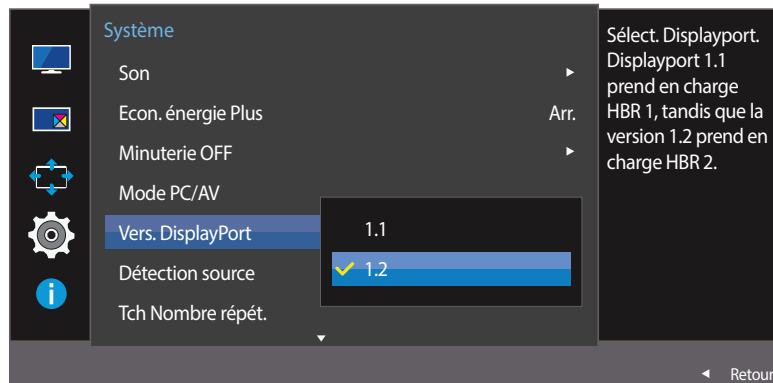 Système
Son
Econ. énergie Plus Arr.
Minuterie OFF
Mode PC/AV
Vers. DisplayPort
1.1
1.2
Détection source
Tch Nombre répét.
Sélect. Displayport.
Displayport 1.1
prend en charge
HBR 1, tandis que la
version 1.2 prend en
charge HBR 2.
Retour